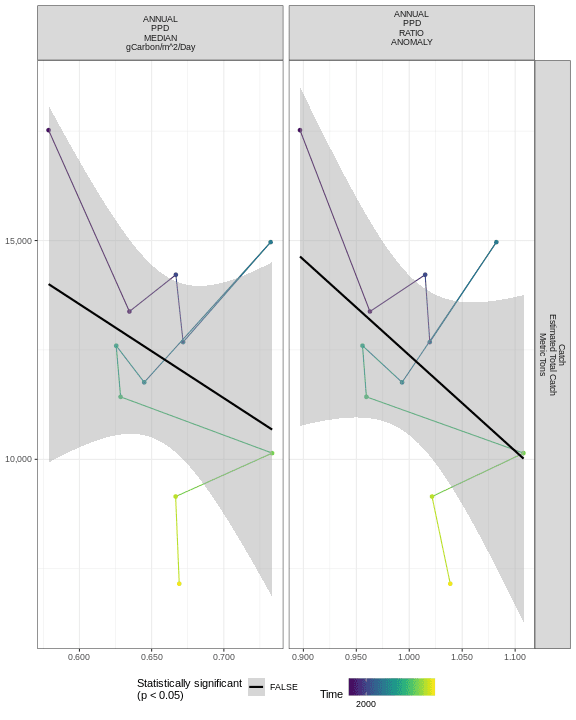 ANNUAL
PPD
MEDIAN
gCarbon/m^2/Day
ANNUAL
PPD
RATIO
ANOMALY
15,000
10,000
Catch
Estimated Total Catch
Metric Tons
0.600
0.650
0.700
0.900
0.950
1.000
1.050
1.100
Statistically significant
(p < 0.05)
FALSE
Time
2000